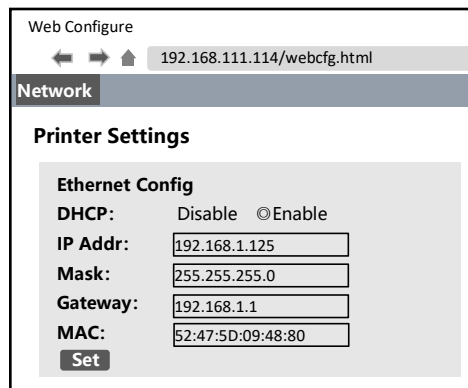 Web Configure
192.168.111.114/webcfg.html
Network
Printer Settings
Ethernet Config
DHCP: Disable ◎Enable
IP Addr: 192.168.1.125
Mask: 255.255.255.0
Gateway: 192.168.1.1
MAC: 52:47:5D:09:48:80
Set